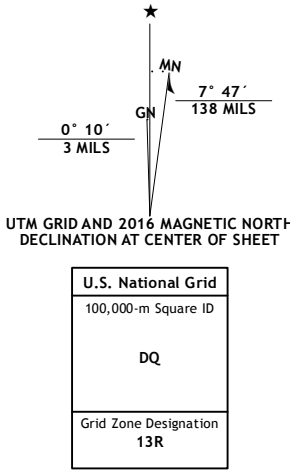 ★
MN
7° 47´
138 MILS
GN
0° 10´
3 MILS
UTM GRID AND 2016 MAGNETIC NORTH
DECLINATION AT CENTER OF SHEET
U.S. National Grid
100,000-m Square ID
DQ
Grid Zone Designation
13R